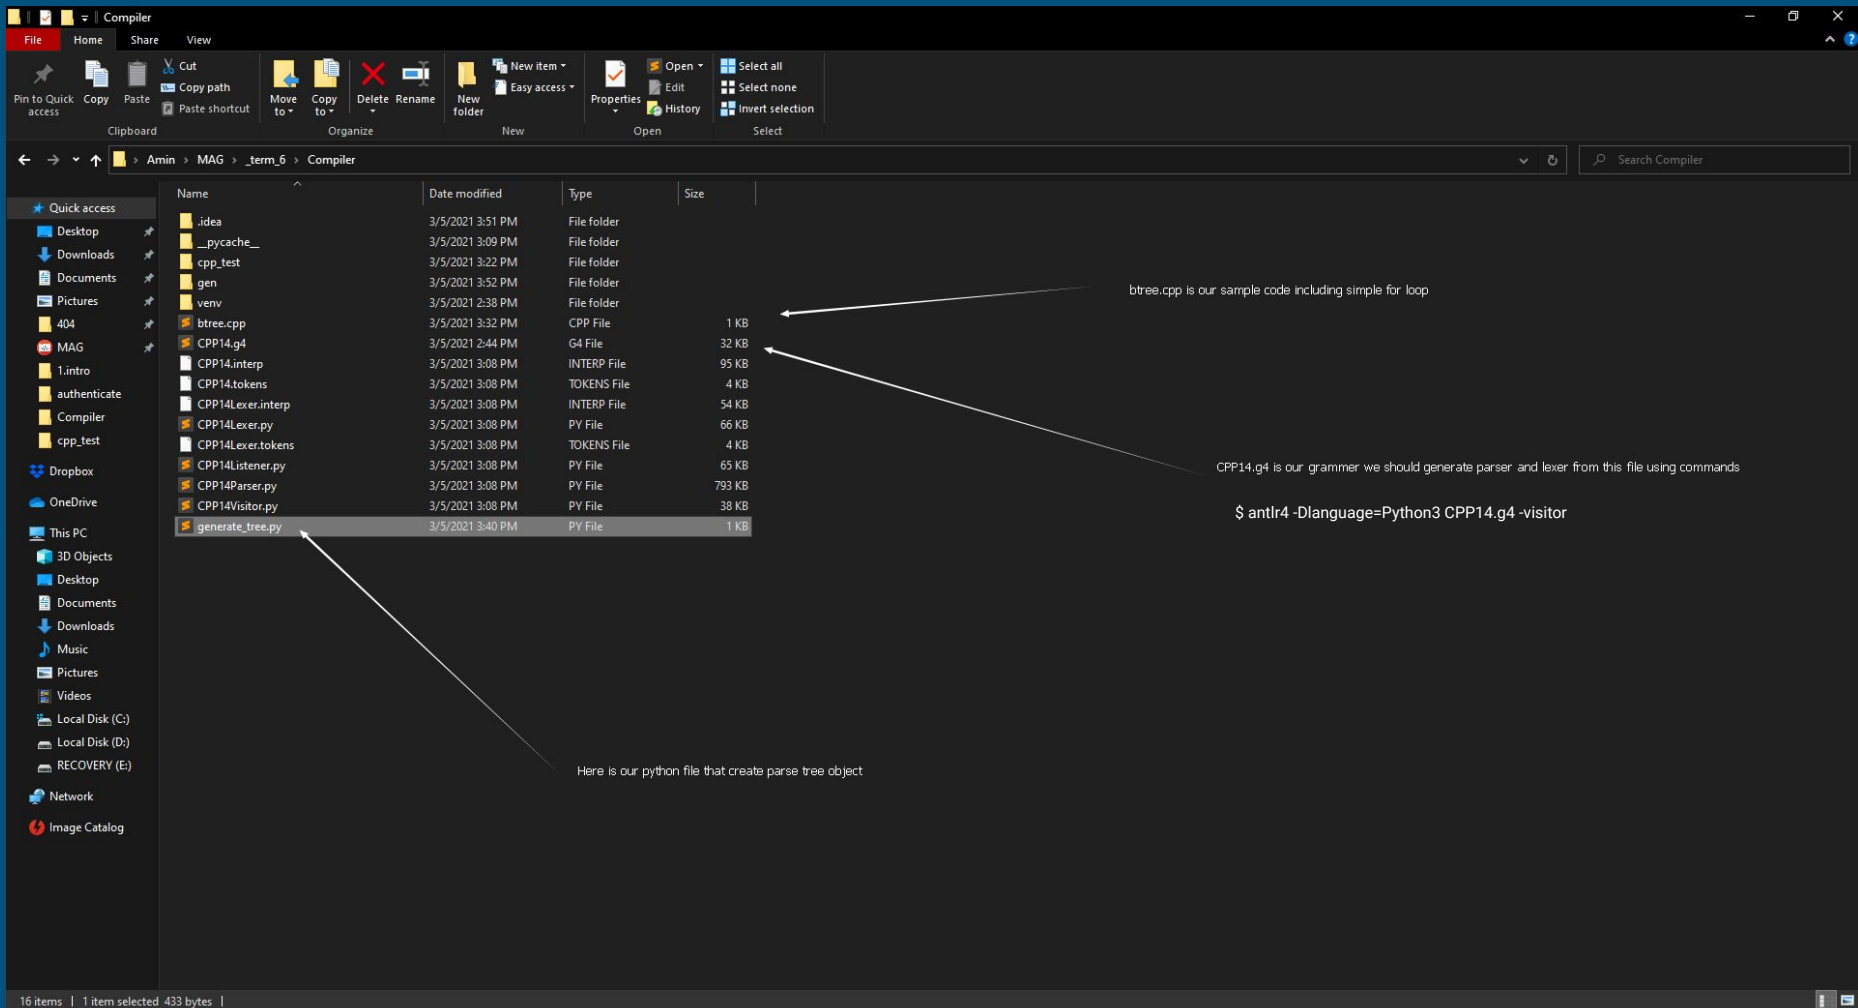 Compiler
File Home Share View
Pin to Quick access
Copy
Paste
Cut
Copy path
Paste shortcut
Clipboard
Move to
Copy to
Delete
Rename
Organize
New folder
New item
Easy access
New
Properties
Open
Edit
History
Open
Select all
Select none
Invert selection
Select
Amin > MAG > _term_6 > Compiler
Search Compiler
Quick access
Desktop
Downloads
Documents
Pictures
404
MAG
1.intro
authenticate
Compiler
cpp_test
Dropbox
OneDrive
This PC
3D Objects
Desktop
Documents
Downloads
Music
Pictures
Videos
Local Disk (C:)
Local Disk (D:)
RECOVERY (E:)
Network
Image Catalog
Name Date modified Type Size
.idea 3/5/2021 3:51 PM File folder
__pycache__ 3/5/2021 3:09 PM File folder
cpp_test 3/5/2021 3:22 PM File folder
gen 3/5/2021 3:52 PM File folder
venv 3/5/2021 2:38 PM File folder
btree.cpp 3/5/2021 3:32 PM CPP File 1 KB
CPP14.g4 3/5/2021 2:44 PM G4 File 32 KB
CPP14.interp 3/5/2021 3:08 PM INTERP File 95 KB
CPP14.tokens 3/5/2021 3:08 PM TOKENS File 4 KB
CPP14Lexer.interp 3/5/2021 3:08 PM INTERP File 54 KB
CPP14Lexer.py 3/5/2021 3:08 PM PY File 66 KB
CPP14Lexer.tokens 3/5/2021 3:08 PM TOKENS File 4 KB
CPP14Listener.py 3/5/2021 3:08 PM PY File 65 KB
CPP14Parser.py 3/5/2021 3:08 PM PY File 793 KB
CPP14Visitor.py 3/5/2021 3:08 PM PY File 38 KB
generate_tree.py 3/5/2021 3:40 PM PY File 1 KB
btree.cpp is our sample code including simple for loop
CPP14.g4 is our grammer we should generate parser and lexer from this file using commands
$ antlr4 -Dlanguage=Python3 CPP14.g4 -visitor
Here is our python file that create parse tree object
16 items | 1 item selected 433 bytes |